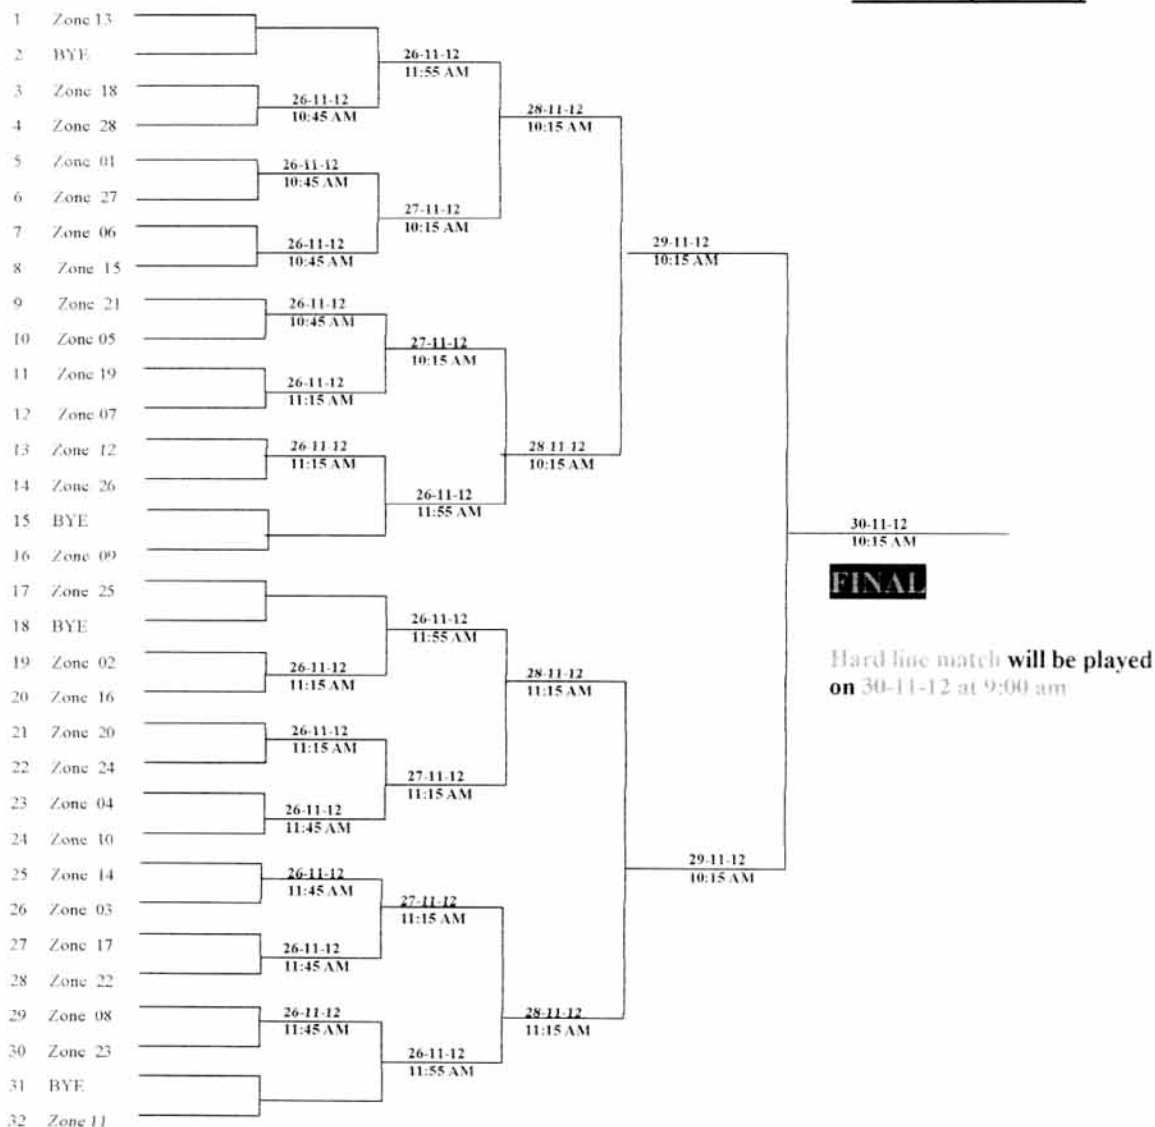 1 Zone 13
2 BYE
3 Zone 18
4 Zone 28
5 Zone 01
6 Zone 27
7 Zone 06
8 Zone 15
9 Zone 21
10 Zone 05
11 Zone 19
12 Zone 07
13 Zone 12
14 Zone 26
15 BYE
16 Zone 09
17 Zone 25
18 BYE
19 Zone 02
20 Zone 16
21 Zone 20
22 Zone 24
23 Zone 04
24 Zone 10
25 Zone 14
26 Zone 03
27 Zone 17
28 Zone 22
29 Zone 08
30 Zone 23
31 BYE
32 Zone 11
26-11-12
10:45 AM
26-11-12
10:45 AM
26-11-12
10:45 AM
26-11-12
10:45 AM
26-11-12
11:15 AM
26-11-12
11:15 AM
26-11-12
11:15 AM
26-11-12
11:15 AM
26-11-12
11:45 AM
26-11-12
11:45 AM
26-11-12
11:45 AM
26-11-12
11:45 AM
26-11-12
11:55 AM
27-11-12
10:15 AM
27-11-12
10:15 AM
26-11-12
11:55 AM
26-11-12
11:55 AM
27-11-12
11:15 AM
27-11-12
11:15 AM
26-11-12
11:55 AM
28-11-12
10:15 AM
28-11-12
10:15 AM
28-11-12
11:15 AM
28-11-12
11:15 AM
29-11-12
10:15 AM
29-11-12
10:15 AM
30-11-12
10:15 AM
FINAL
Hard line match will be played
on 30-11-12 at 9:00 am